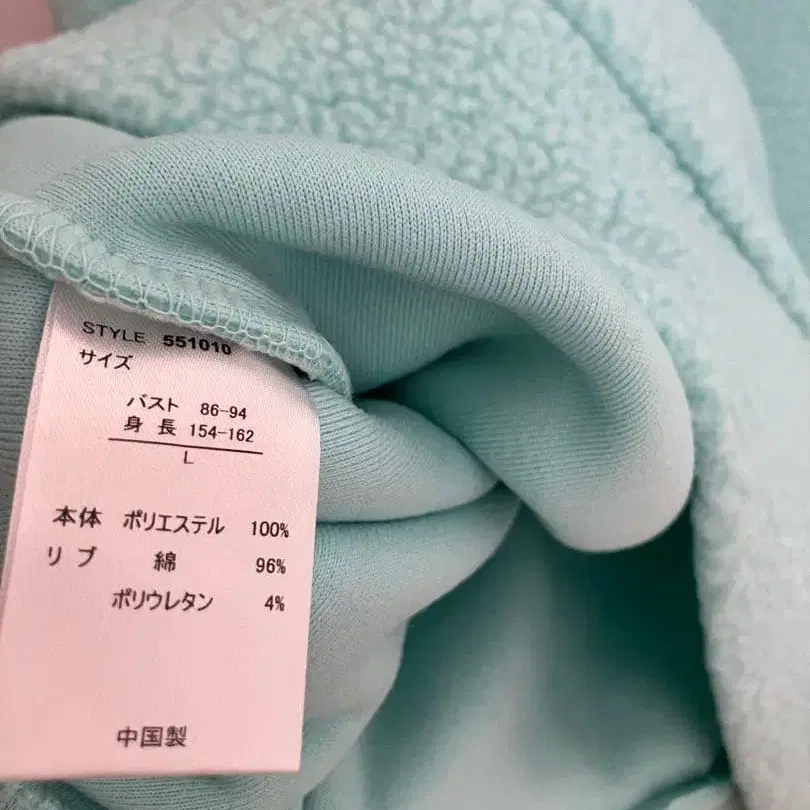 STYLE 551010
サイズ
バスト 86-94
身長 154-162
L
本体 ポリエステル 100%
リブ 綿 96%
ポリウレタン 4%
中国製